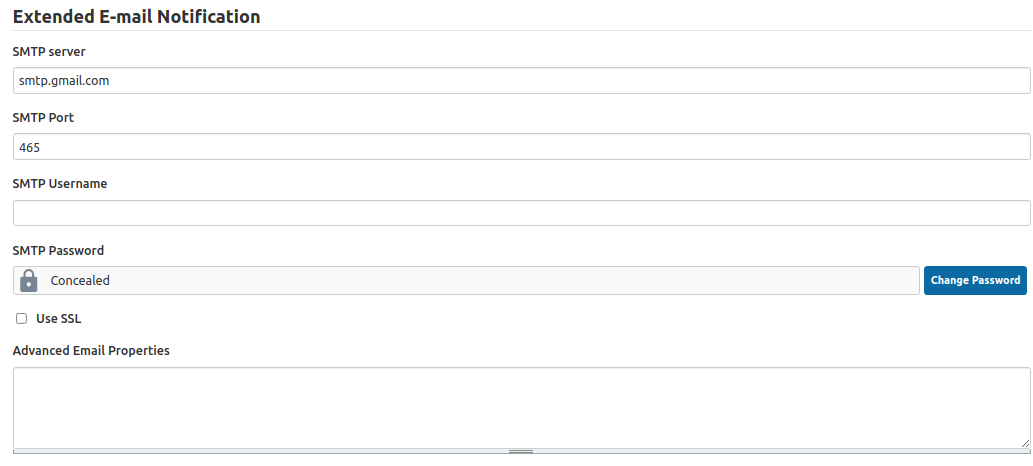 Extended E-mail Notification
SMTP server
smtp.gmail.com
SMTP Port
465
SMTP Username
SMTP Password
Concealed
Change Password
Use SSL
Advanced Email Properties